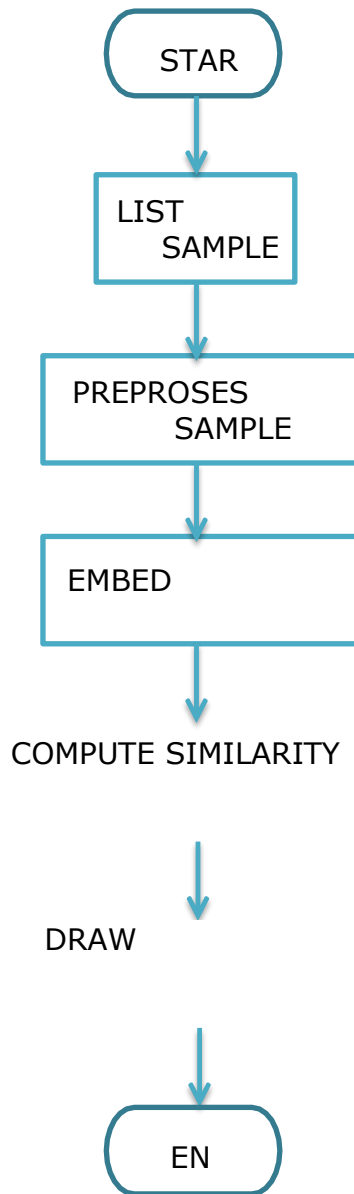 STAR
LIST
SAMPLE
PREPROSES
SAMPLE
EMBED
COMPUTE SIMILARITY
DRAW
EN